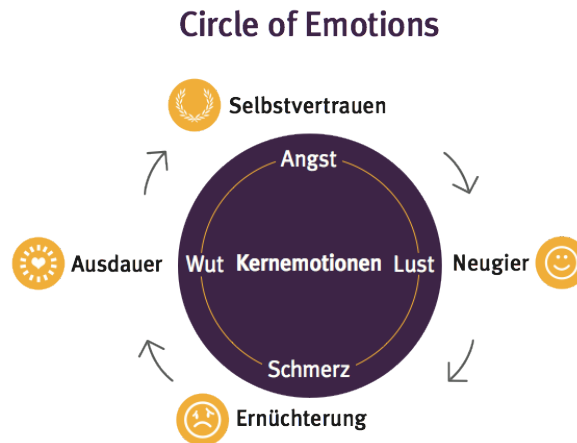 Circle of Emotions
Selbstvertrauen
Angst
Ausdauer
Wut
Kernemotionen
Lust
Neugier
Schmerz
Ernüchterung